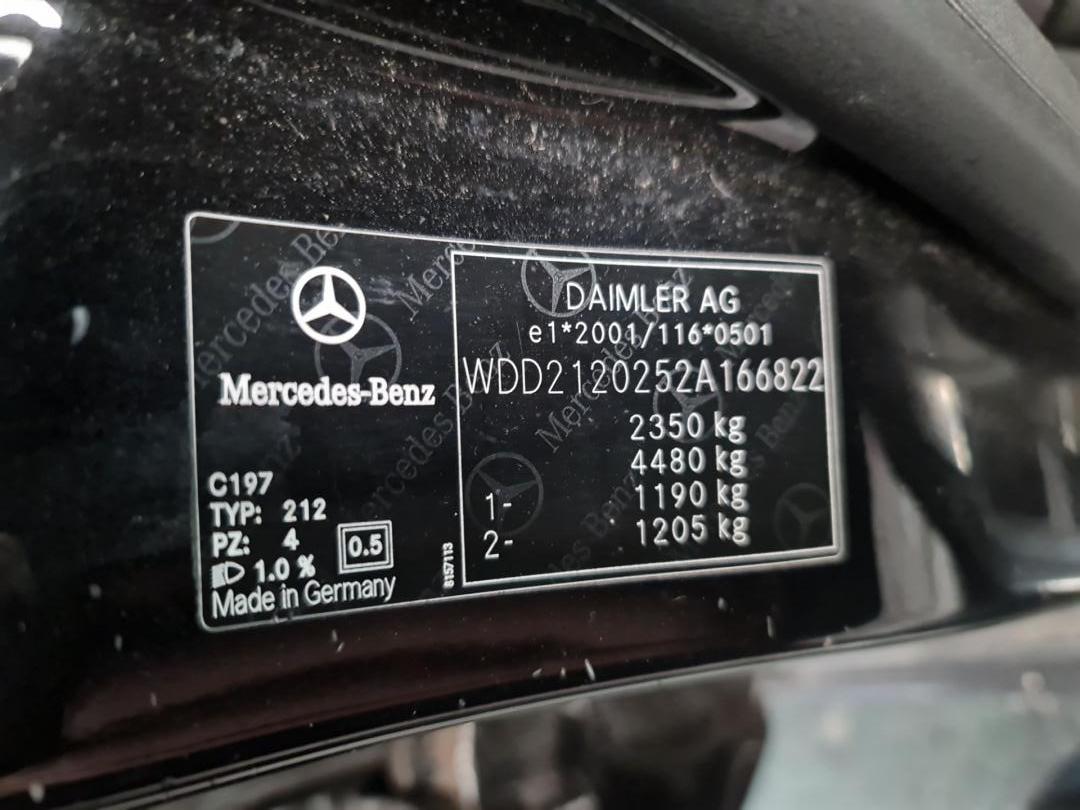 Mercedes-Benz
C197
TYP: 212
PZ: 4
0.5
1.0 %
Made in Germany
8157113
DAIMLER AG
e1*2001/116*0501
WDD2120252A166822
2350 kg
4480 kg
1- 1190 kg
2- 1205 kg